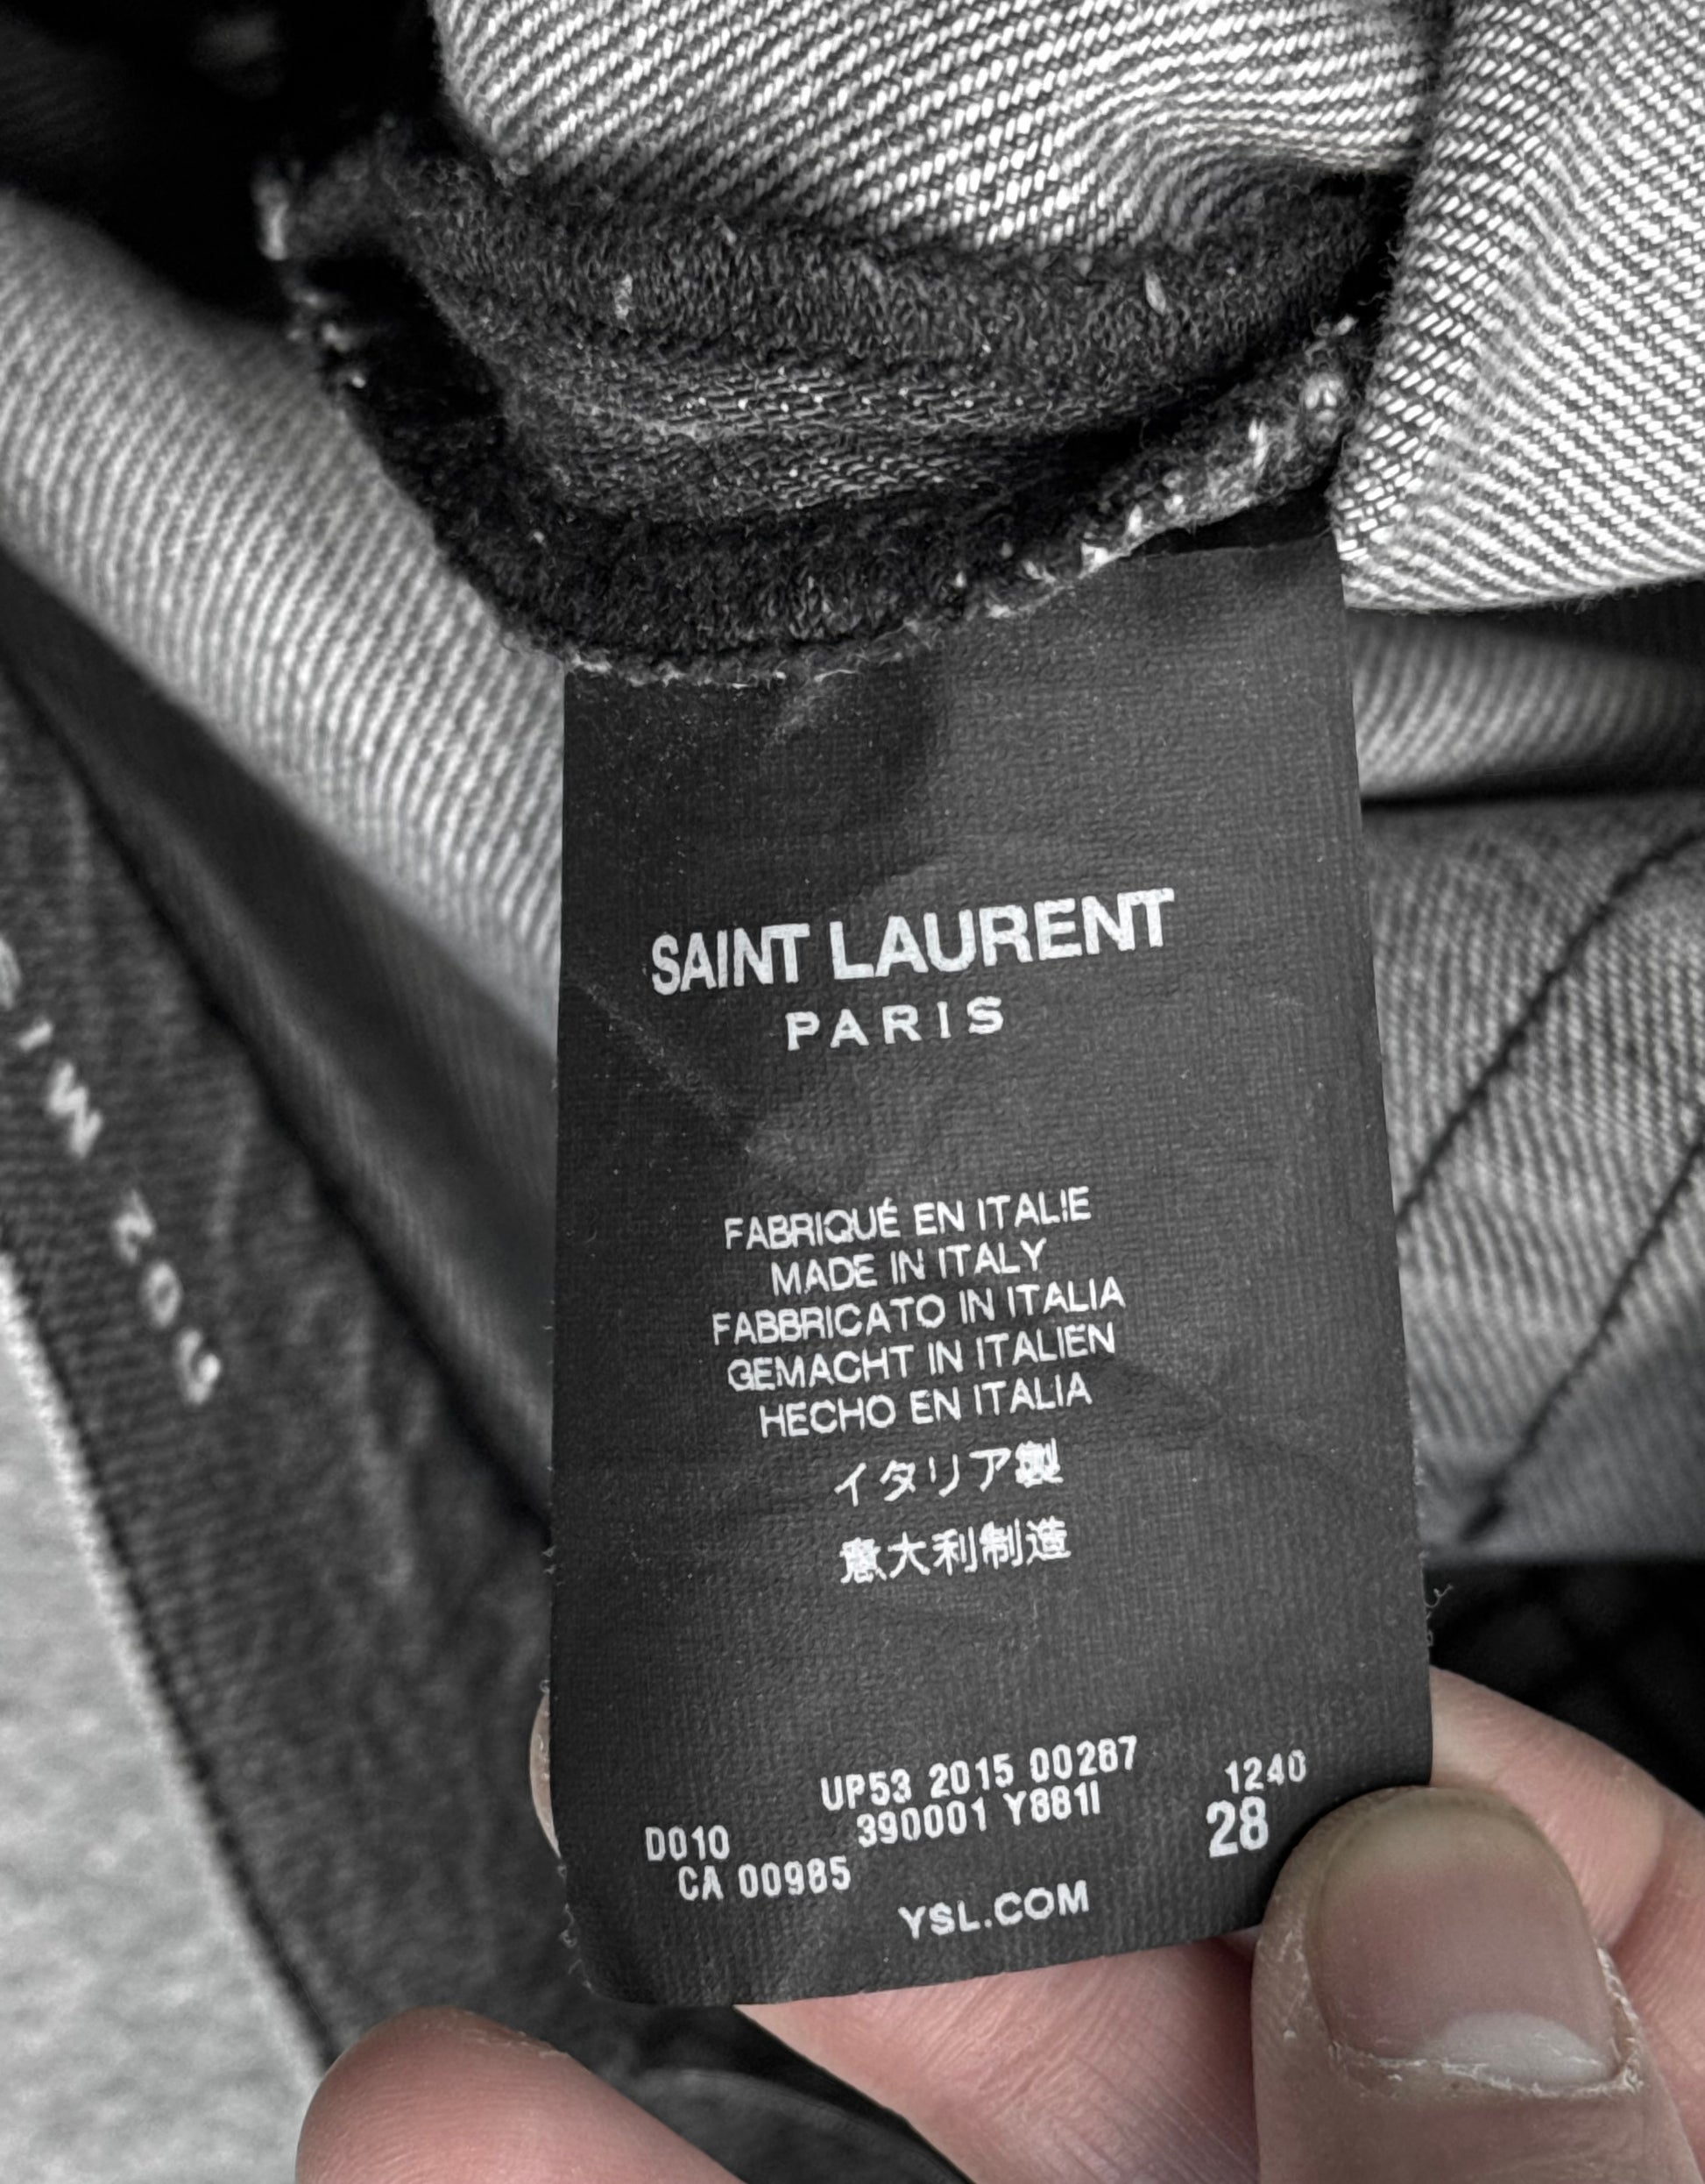 SAINT LAURENT
PARIS
FABRIQUÉ EN ITALIE
MADE IN ITALY
FABBRICATO IN ITALIA
GEMACHT IN ITALIEN
HECHO EN ITALIA
イタリア製
意大利制造
UP53 2015 00287
1240
D010
390001 Y881I
28
CA 00985
YSL.COM